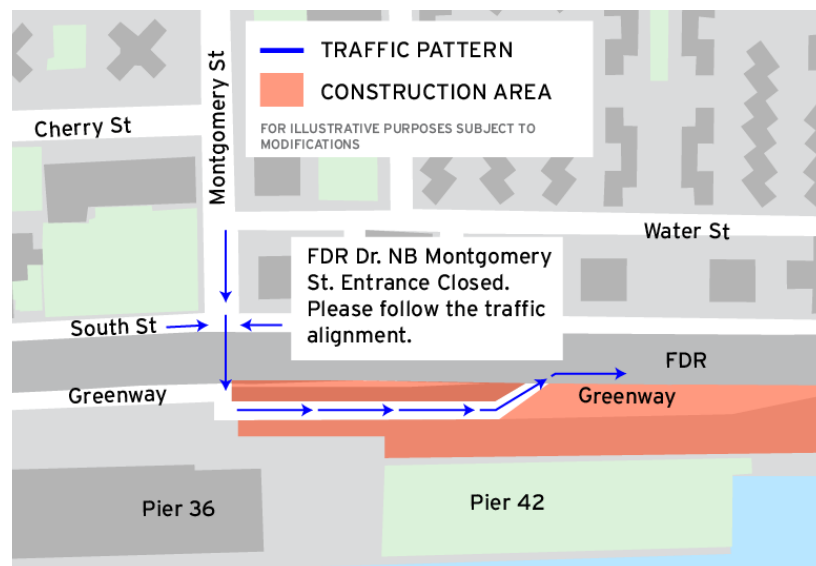 TRAFFIC PATTERN
CONSTRUCTION AREA
FOR ILLUSTRATIVE PURPOSES SUBJECT TO
MODIFICATIONS
Montgomery St
Cherry St
Water St
FDR Dr. NB Montgomery
St. Entrance Closed.
Please follow the traffic
alignment.
South St
FDR
Greenway
Greenway
Pier 36
Pier 42